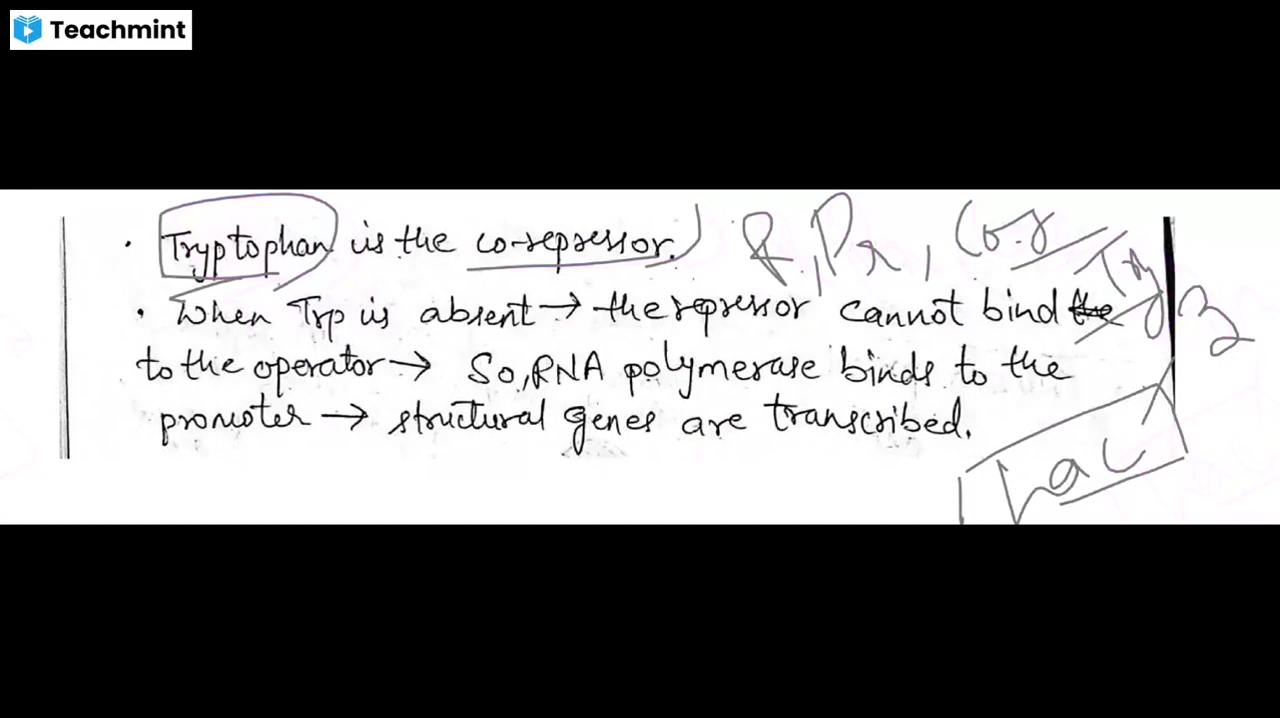 Teachmint
• Tryptophan is the co-repressor.
• When Trp is absent → the repressor cannot bind the
to the operator → So, RNA polymerase binds to the
promoter → structural genes are transcribed.
Lac